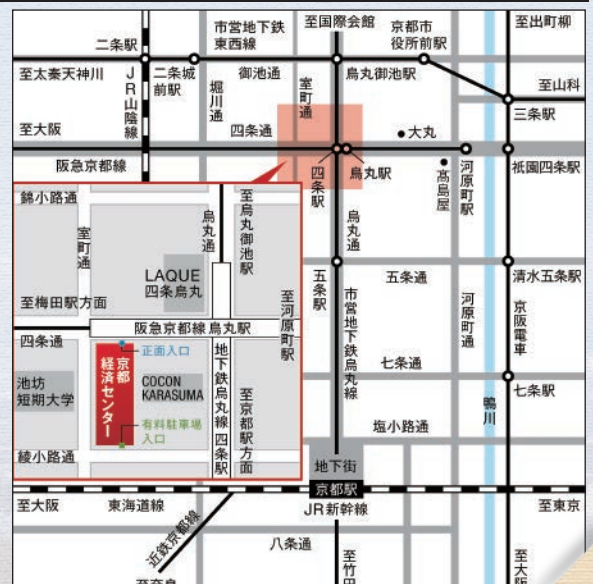 至国際会館
市営地下鉄
東西線
京都市
役所前駅
至出町柳
二条駅
至太秦天神川
JR山陰線
二条城
前駅
御池通
堀川通
室町通
烏丸御池駅
至山科
三条駅
至大阪
四条通
大丸
阪急京都線
四条駅
烏丸駅
髙島屋
河原町駅
祇園四条駅
錦小路通
室町通
烏丸通
至烏丸御池駅
LAQUE
四条烏丸
至梅田駅方面
至河原町駅
阪急京都線 烏丸駅
四条通
正面入口
京都
経済センター
池坊
短期大学
COCON
KARASUMA
有料駐車場
入口
地下鉄烏丸線 四条駅
至京都駅方面
綾小路通
烏丸通
五条駅
五条通
清水五条駅
市営地下鉄烏丸線
河原町通
京阪電車
七条通
七条駅
鴨川
塩小路通
地下街
京都駅
至大阪
東海道線
JR新幹線
至東京
近鉄京都線
八条通
至奈良
至竹田
至大阪